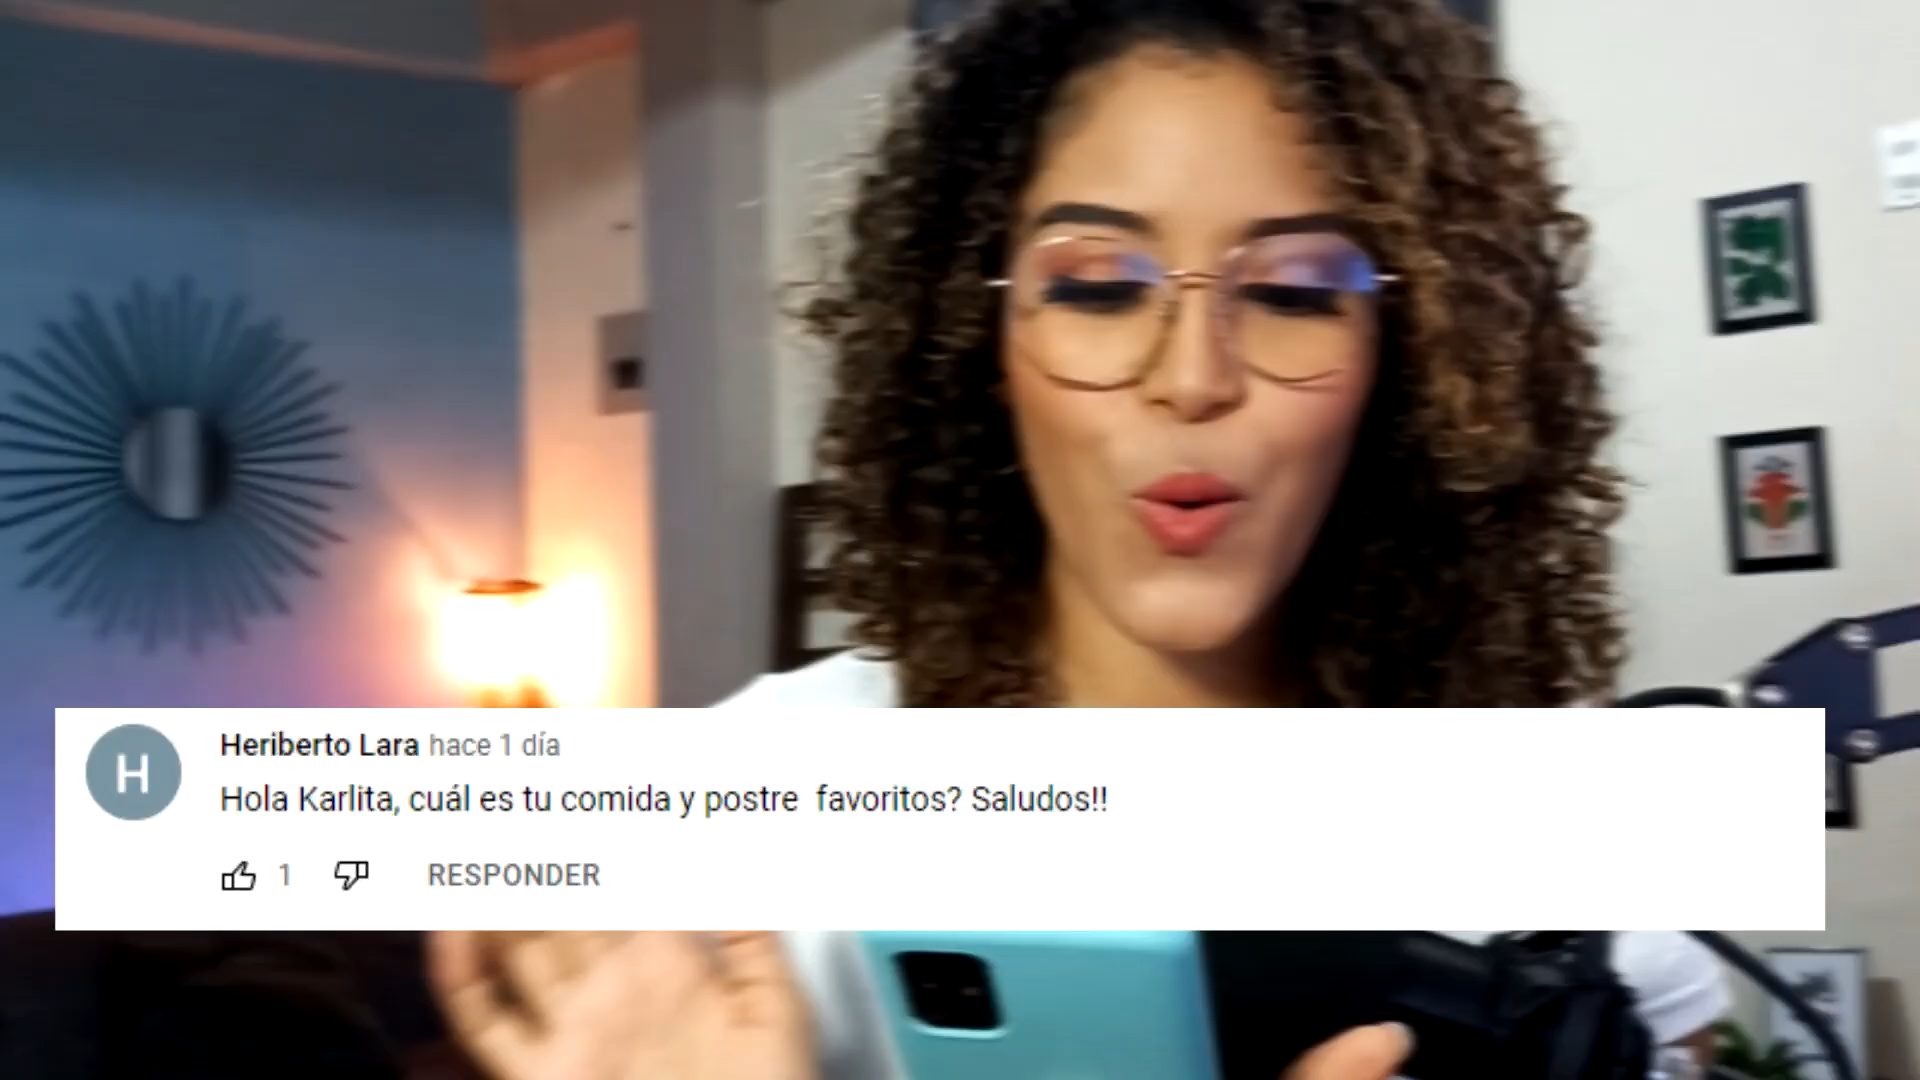 H
Heriberto Lara hace 1 día
Hola Karlita, cuál es tu comida y postre  favoritos? Saludos!!
1 RESPONDER